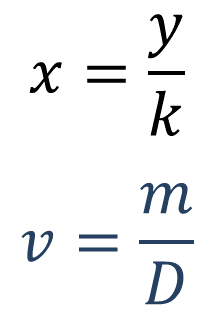 x = y/k
v = m/D